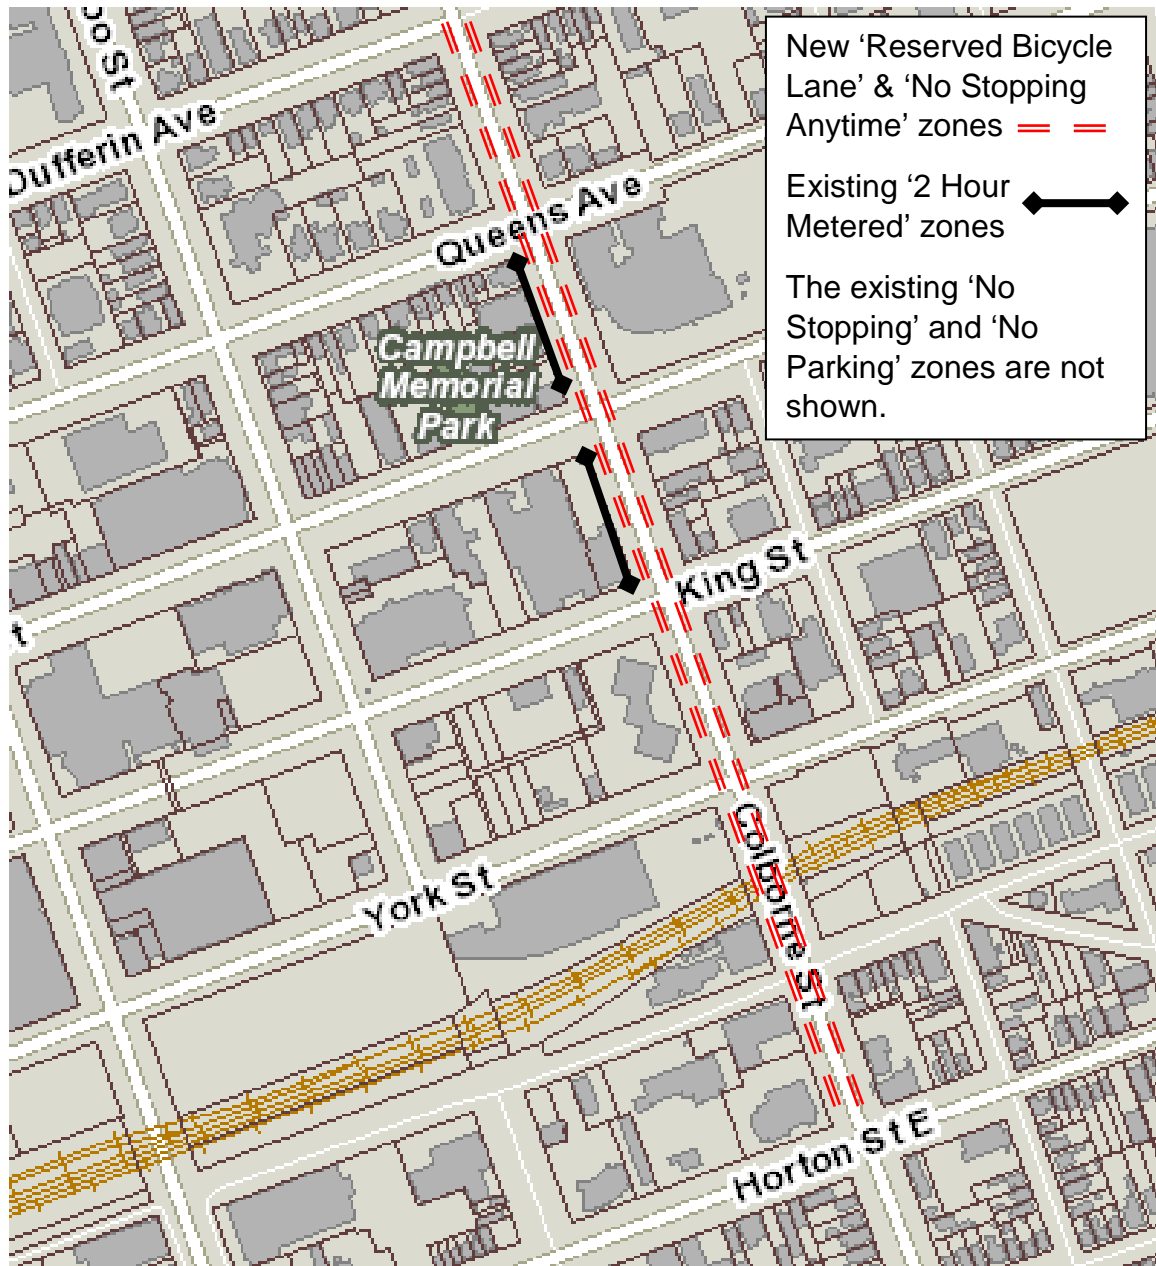 oo St
Dufferin Ave
Queens Ave
Campbell
Memorial
Park
King St
t
York St
Colborne St
Horton St E
New ‘Reserved Bicycle
Lane’ & ‘No Stopping
Anytime’ zones
Existing ‘2 Hour
Metered’ zones
The existing ‘No
Stopping’ and ‘No
Parking’ zones are not
shown.